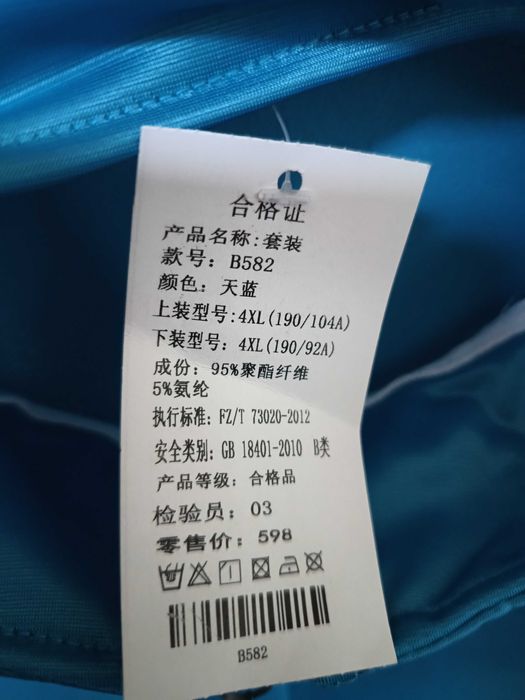 合格证
产品名称:套装
款号: B582
颜色: 天蓝
上装型号:4XL(190/104A)
下装型号: 4XL(190/92A)
成份: 95%聚酯纤维
5%氨纶
执行标准: FZ/T 73020-2012
安全类别: GB 18401-2010 B类
产品等级: 合格品
检验员: 03
零售价: 598
B582